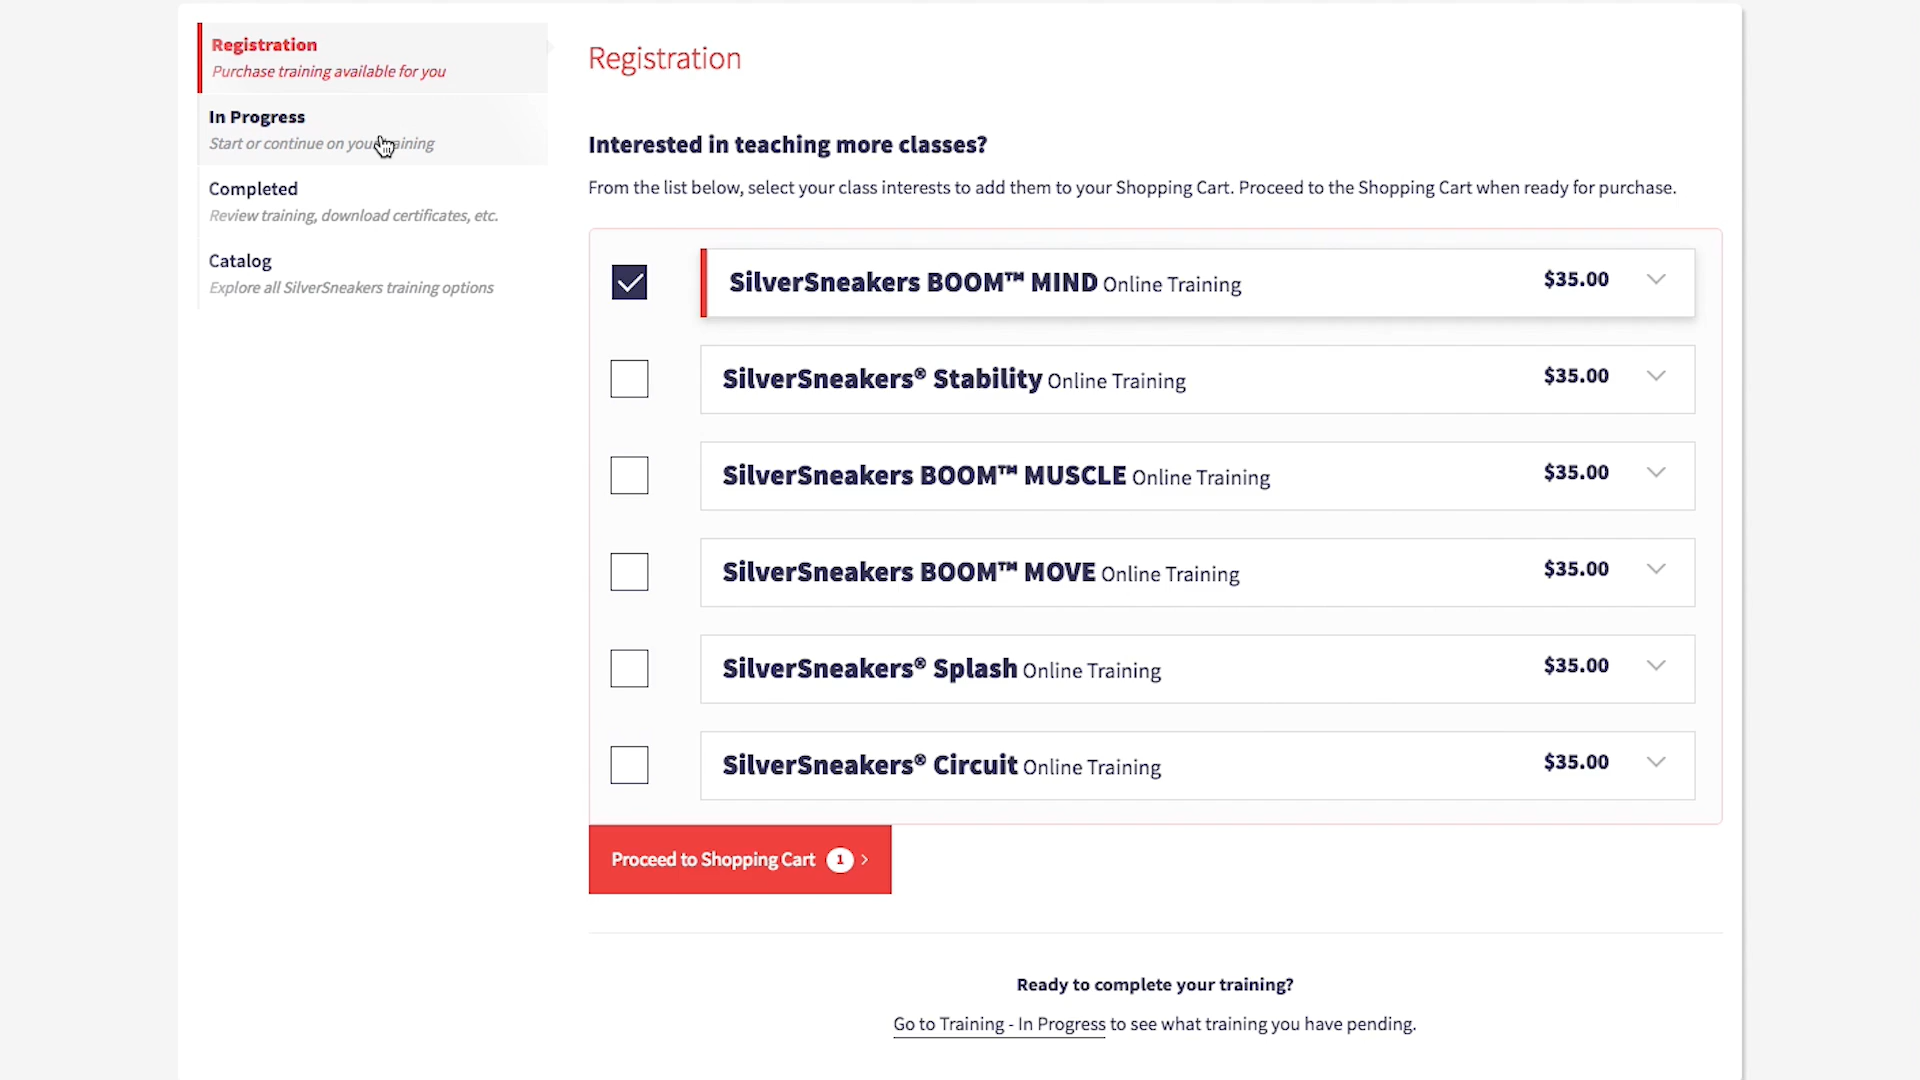 Registration
Purchase training available for you
In Progress
Start or continue on your training
Completed
Review training, download certificates, etc.
Catalog
Explore all SilverSneakers training options
Registration
Interested in teaching more classes?
From the list below, select your class interests to add them to your Shopping Cart. Proceed to the Shopping Cart when ready for purchase.
SilverSneakers BOOM™ MIND Online Training $35.00
SilverSneakers® Stability Online Training $35.00
SilverSneakers BOOM™ MUSCLE Online Training $35.00
SilverSneakers BOOM™ MOVE Online Training $35.00
SilverSneakers® Splash Online Training $35.00
SilverSneakers® Circuit Online Training $35.00
Proceed to Shopping Cart 1
Ready to complete your training?
Go to Training - In Progress to see what training you have pending.